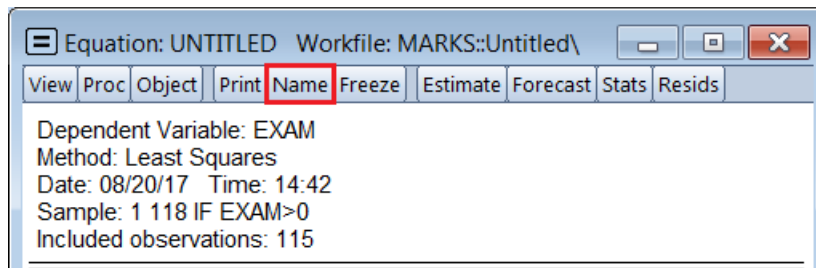 Equation: UNTITLED Workfile: MARKS::Untitled\
View Proc Object Print Name Freeze Estimate Forecast Stats Resids
Dependent Variable: EXAM
Method: Least Squares
Date: 08/20/17 Time: 14:42
Sample: 1 118 IF EXAM>0
Included observations: 115